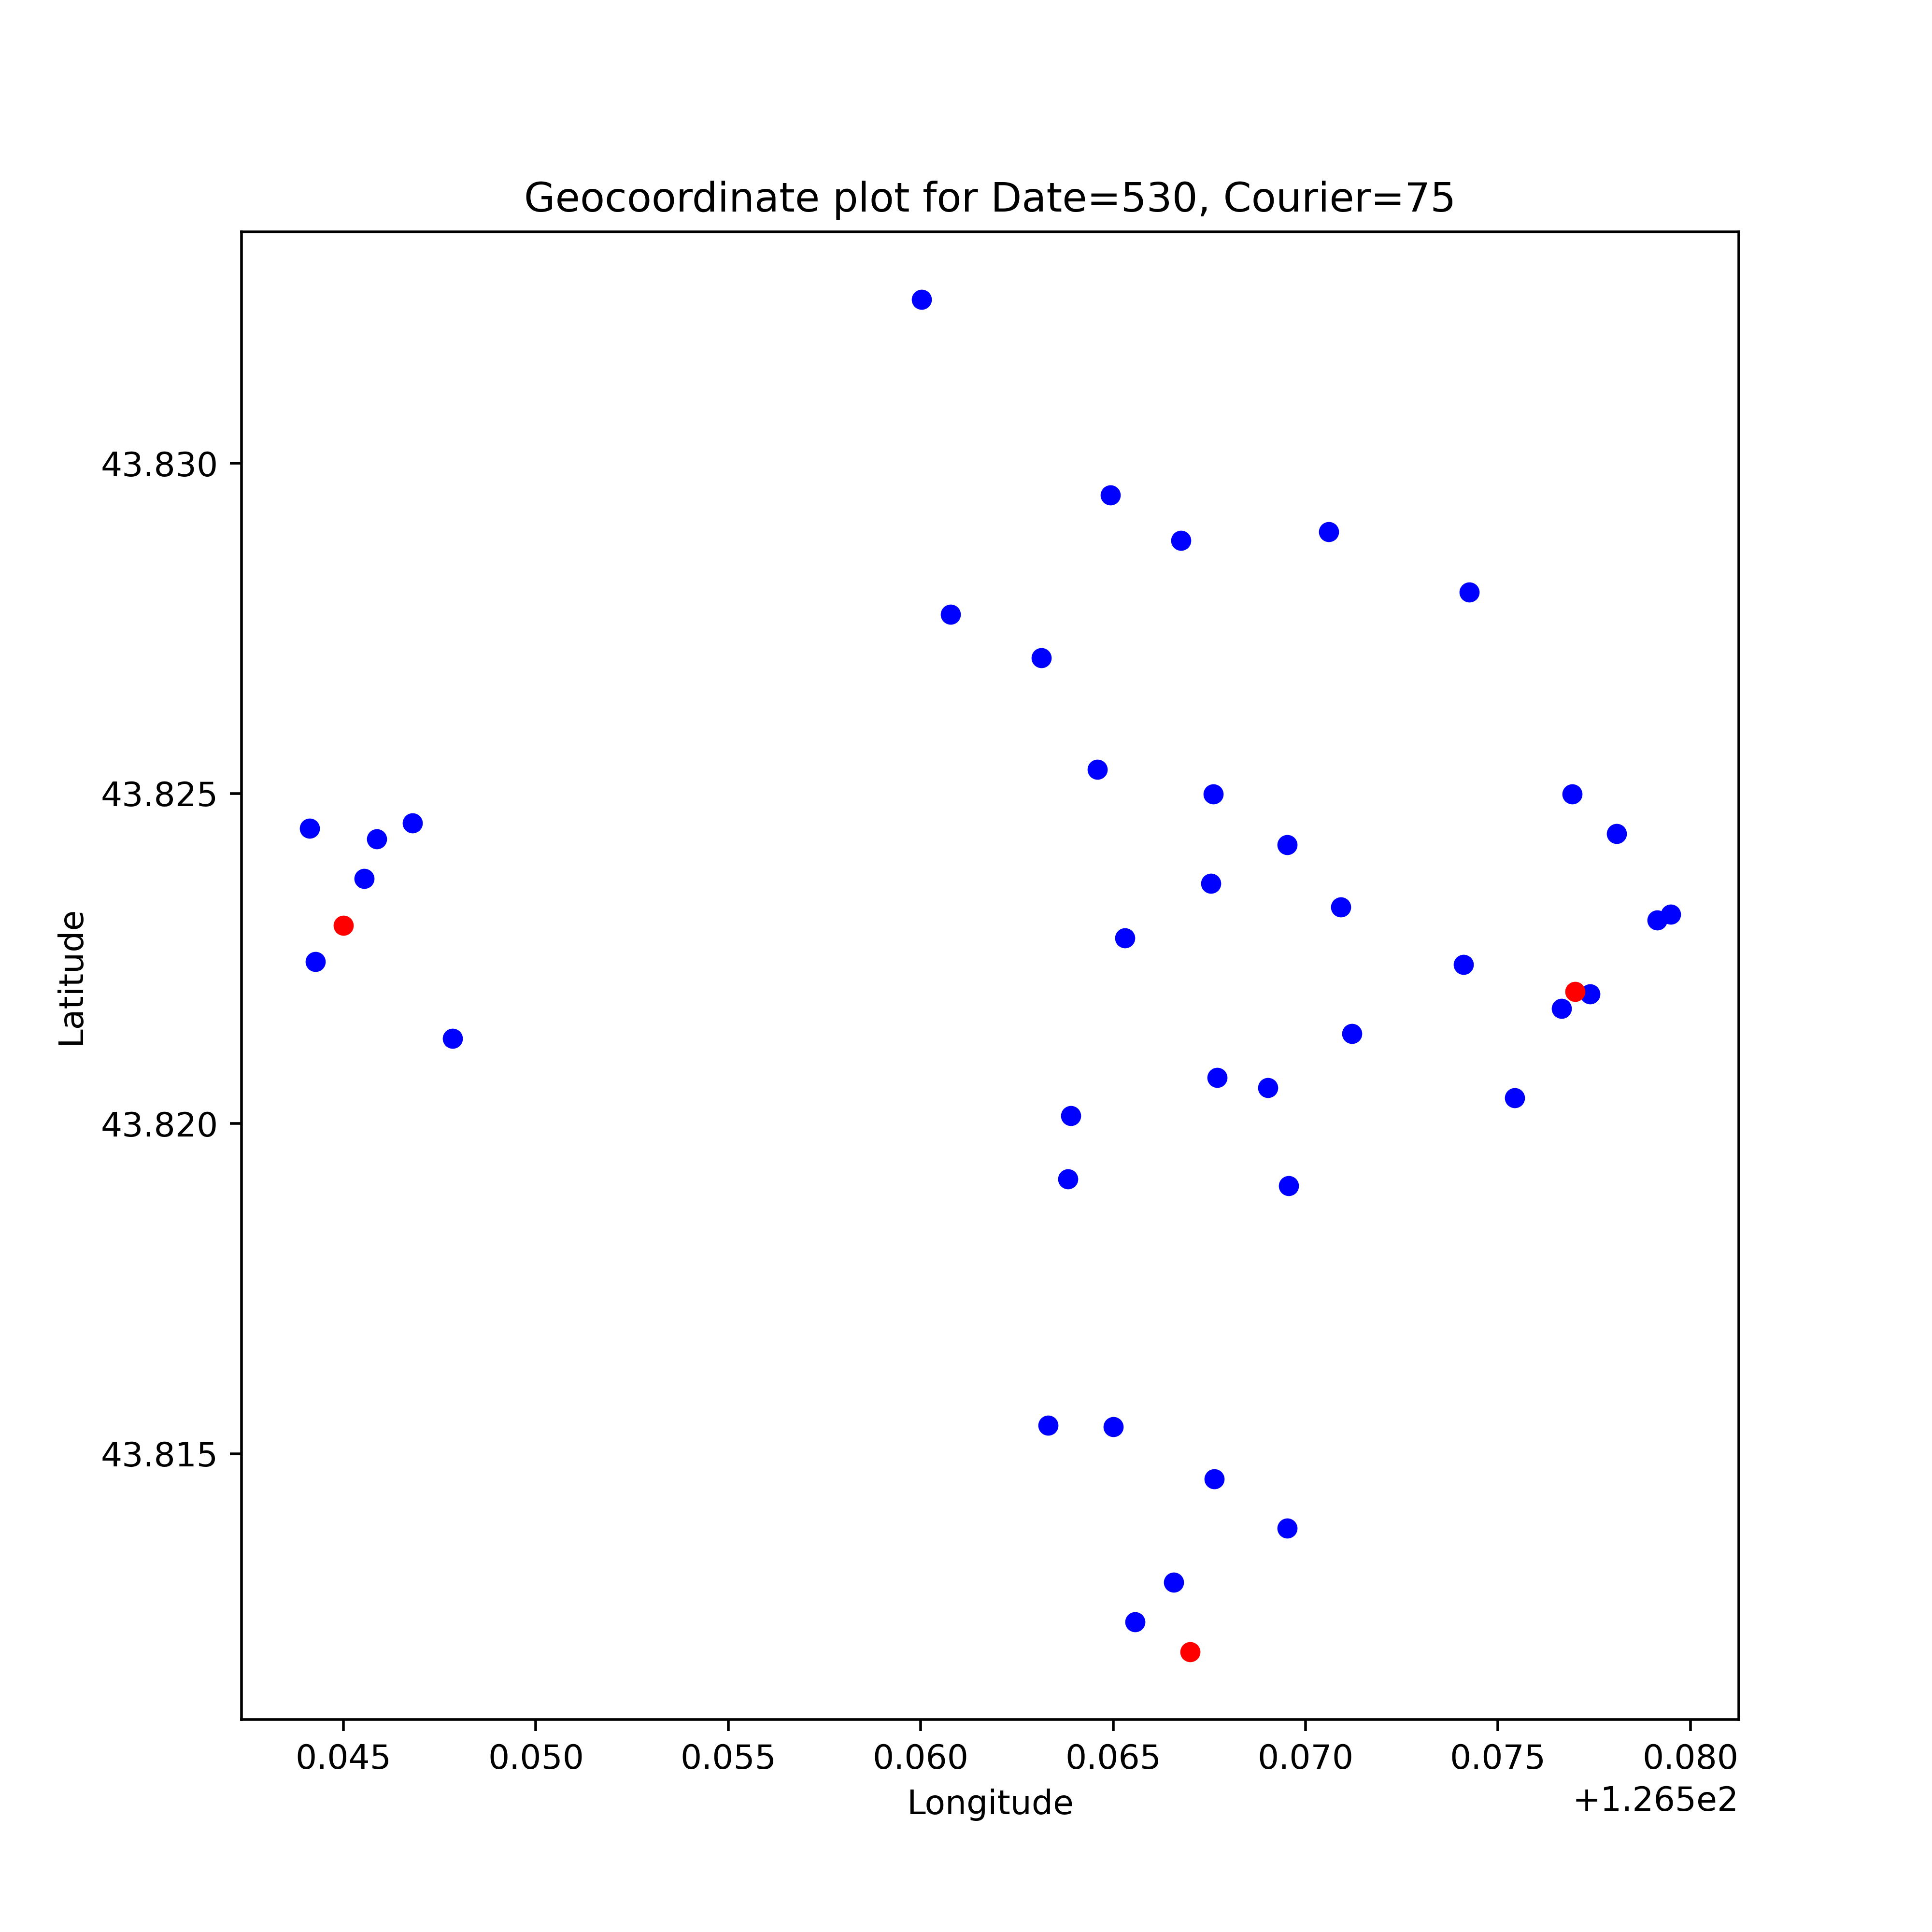 Geocoordinate plot for Date=530, Courier=75
Latitude
43.830
43.825
43.820
43.815
0.045 0.050 0.055 0.060 0.065 0.070 0.075 0.080
Longitude
+1.265e2